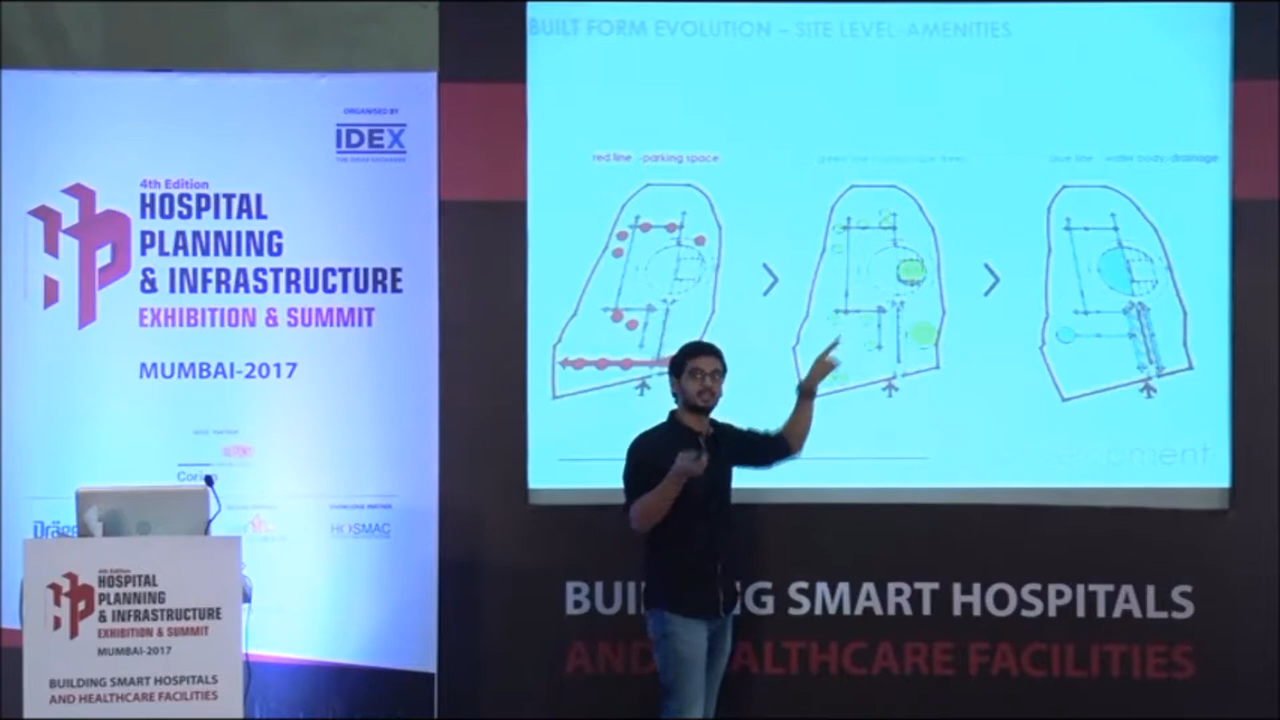 ORGANISED BY
IDEX
4th Edition
HOSPITAL
PLANNING
& INFRASTRUCTURE
EXHIBITION & SUMMIT
MUMBAI-2017
KNOWLEDGE PARTNER
HOSMAC
4th Edition
HOSPITAL
PLANNING
& INFRASTRUCTURE
EXHIBITION & SUMMIT
MUMBAI-2017
BUILDING SMART HOSPITALS
AND HEALTHCARE FACILITIES
BUILT FORM EVOLUTION – SITE LEVEL AMENITIES
red line -parking space
blue line - water body-drainage
SMART HOSPITALS
FACILITIES